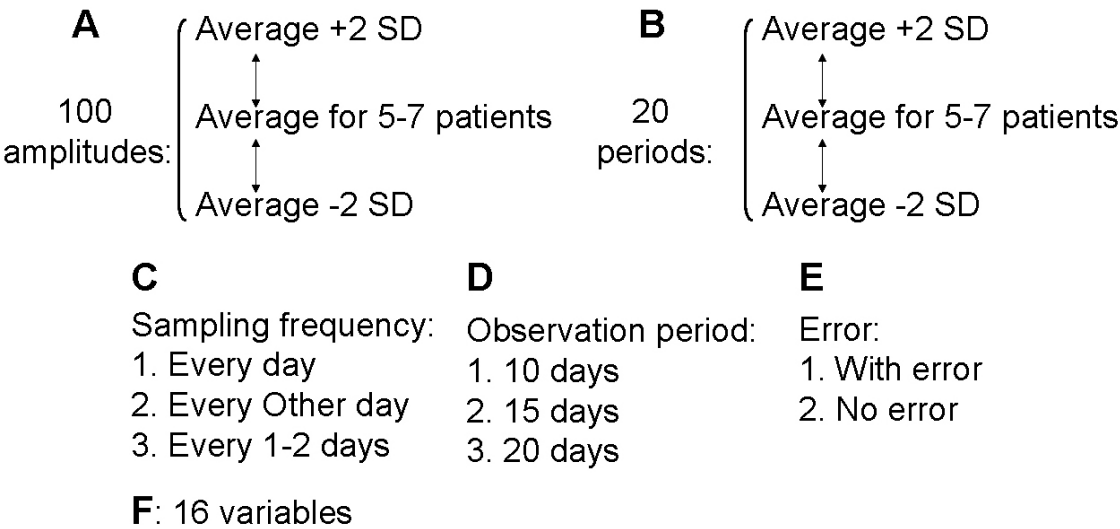 A
100
amplitudes:
Average +2 SD
Average for 5-7 patients
Average -2 SD
B
20
periods:
Average +2 SD
Average for 5-7 patients
Average -2 SD
C
Sampling frequency:
1. Every day
2. Every Other day
3. Every 1-2 days
D
Observation period:
1. 10 days
2. 15 days
3. 20 days
E
Error:
1. With error
2. No error
F: 16 variables